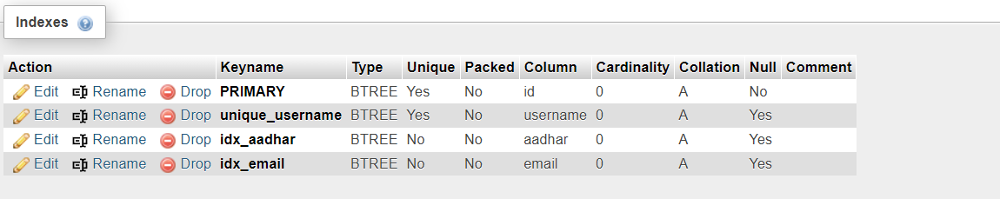 Indexes
Action Keyname Type Unique Packed Column Cardinality Collation Null Comment
Edit Rename Drop PRIMARY BTREE Yes No id 0 A No
Edit Rename Drop unique_username BTREE Yes No username 0 A Yes
Edit Rename Drop idx_aadhar BTREE No No aadhar 0 A Yes
Edit Rename Drop idx_email BTREE No No email 0 A Yes